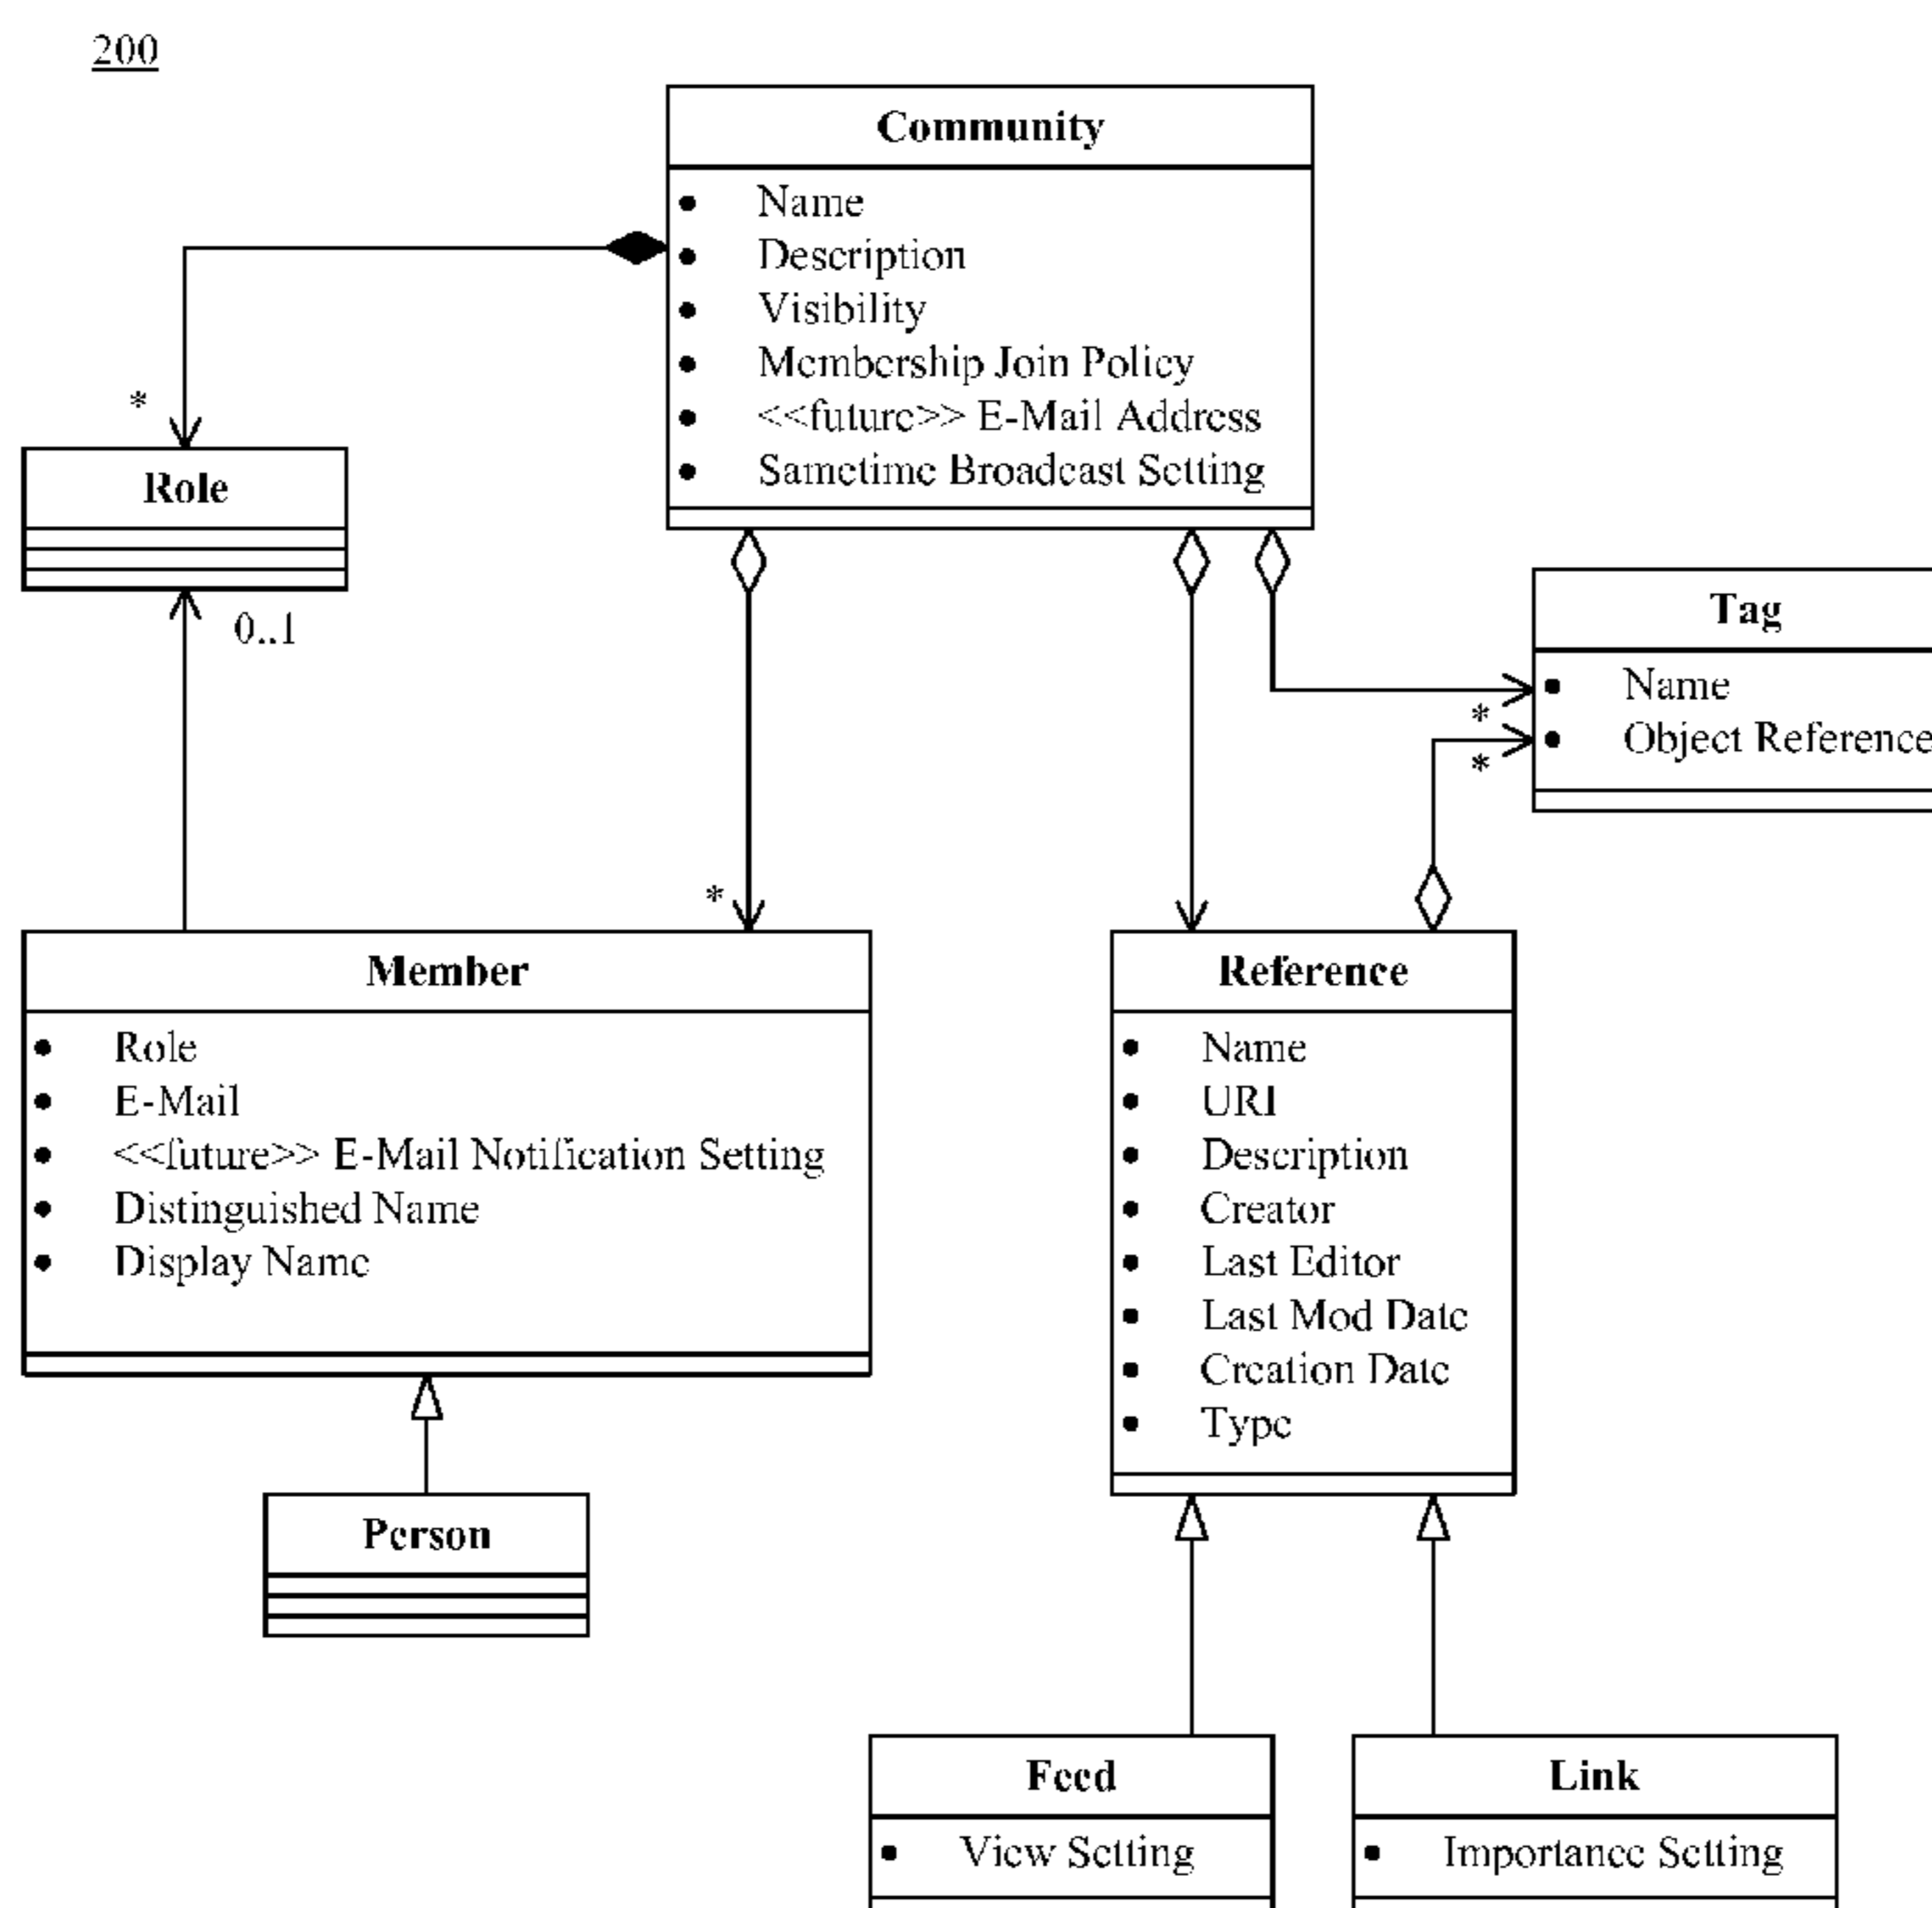 200
Community
• Name
• Description
• Visibility
• Membership Join Policy
• <<future>> E-Mail Address
• Sametime Broadcast Setting
*
Role
0..1
Tag
• Name
• Object Reference
*
*
*
Member
• Role
• E-Mail
• <<future>> E-Mail Notification Setting
• Distinguished Name
• Display Name
Reference
• Name
• URI
• Description
• Creator
• Last Editor
• Last Mod Date
• Creation Date
• Type
Person
Feed
• View Setting
Link
• Importance Setting